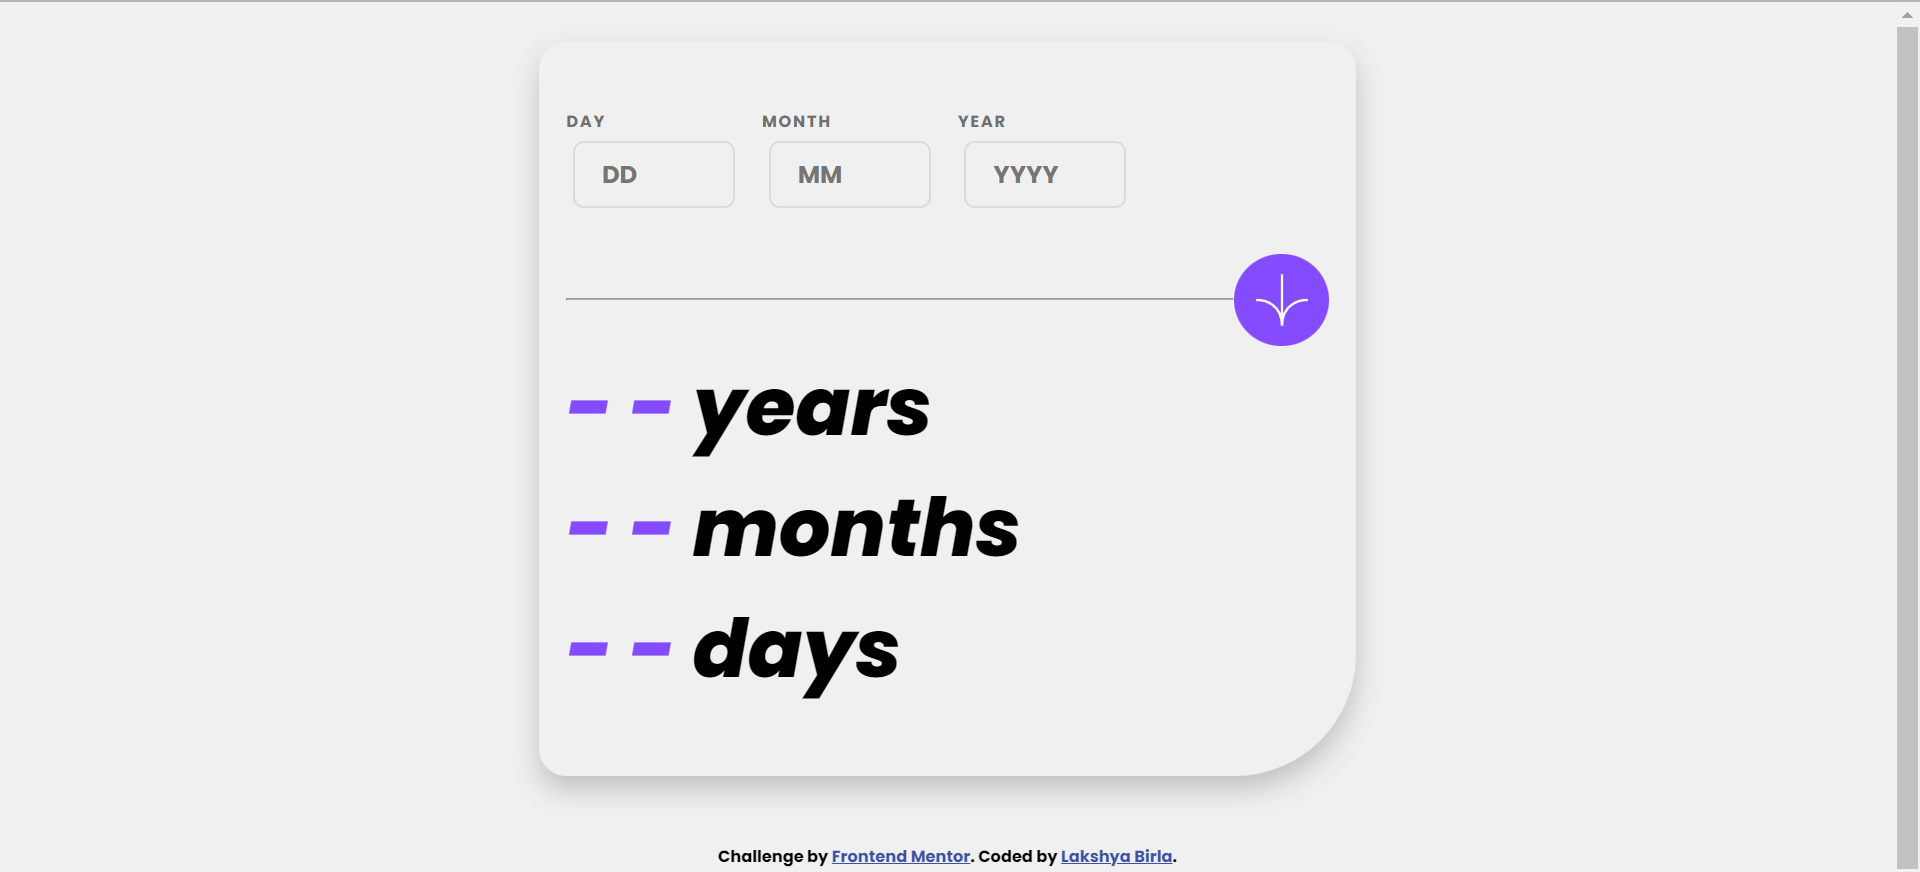 DAY MONTH YEAR
DD MM YYYY
- - years
- - months
- - days
Challenge by Frontend Mentor. Coded by Lakshya Birla.